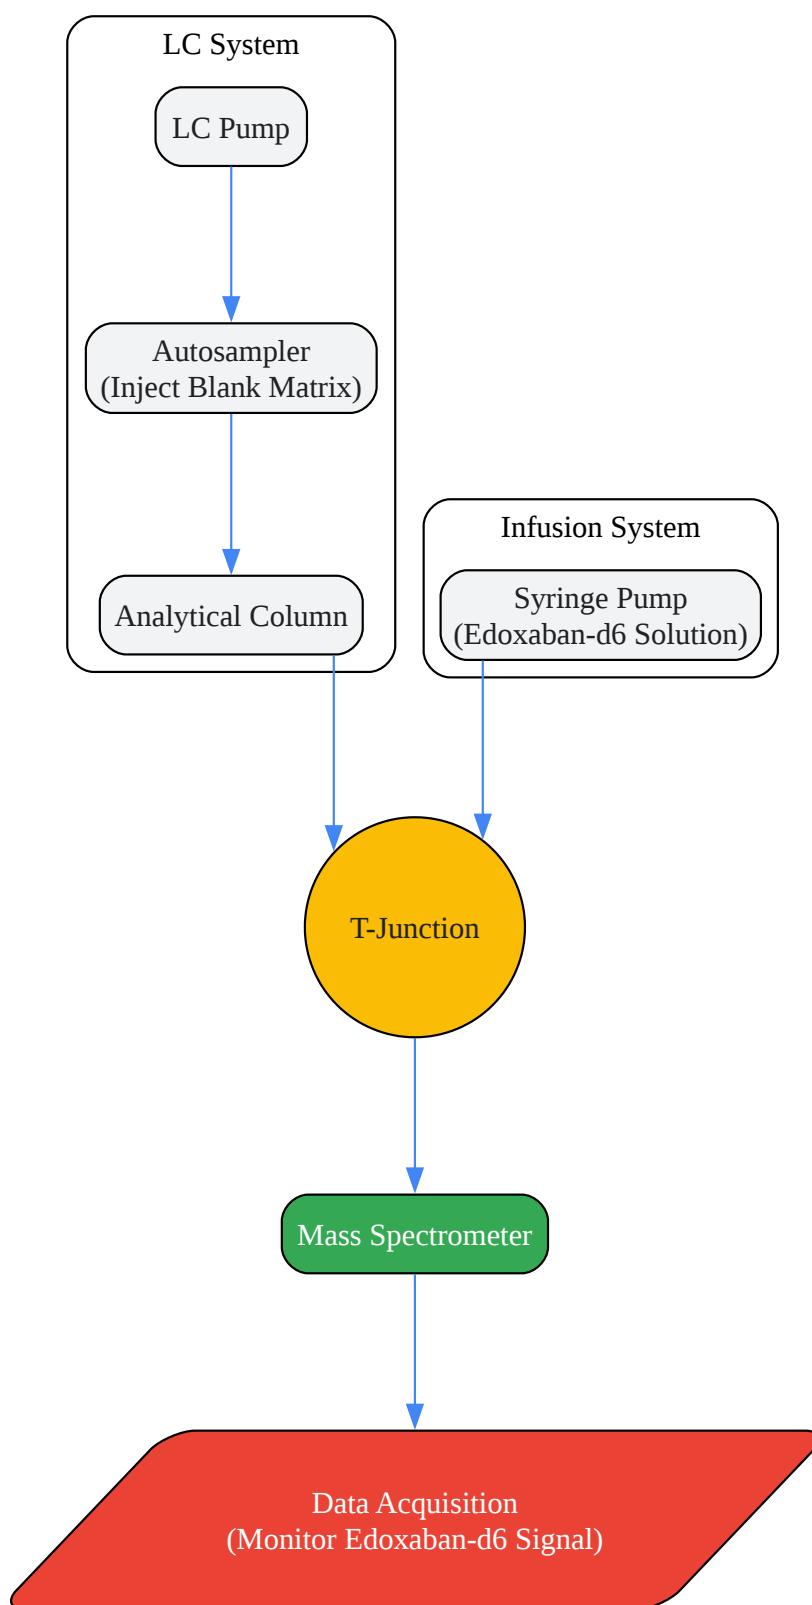 LC System
LC Pump
Autosampler
(Inject Blank Matrix)
Analytical Column
Infusion System
Syringe Pump
(Edoxaban-d6 Solution)
T-Junction
Mass Spectrometer
Data Acquisition
(Monitor Edoxaban-d6 Signal)